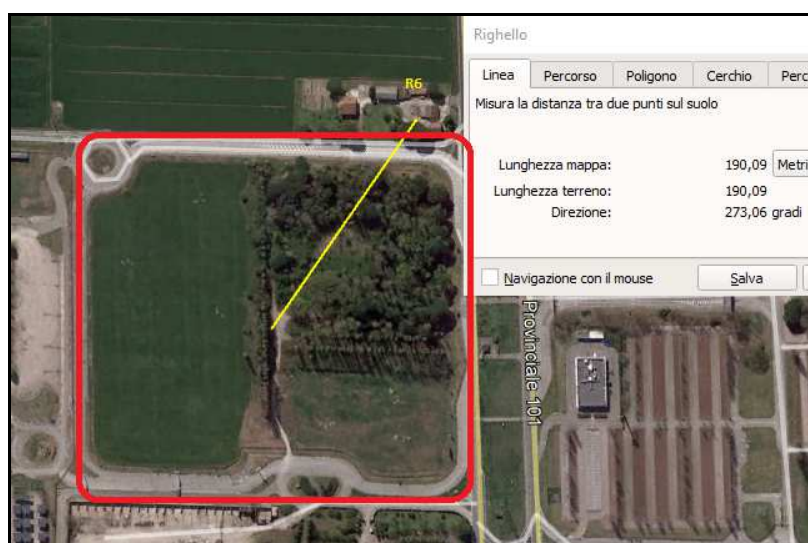 Righello
Linea Percorso Poligono Cerchio Perc
Misura la distanza tra due punti sul suolo
Lunghezza mappa: 190,09 Metri
Lunghezza terreno: 190,09
Direzione: 273,06 gradi
Navigazione con il mouse Salva
R6
Provinciale 101